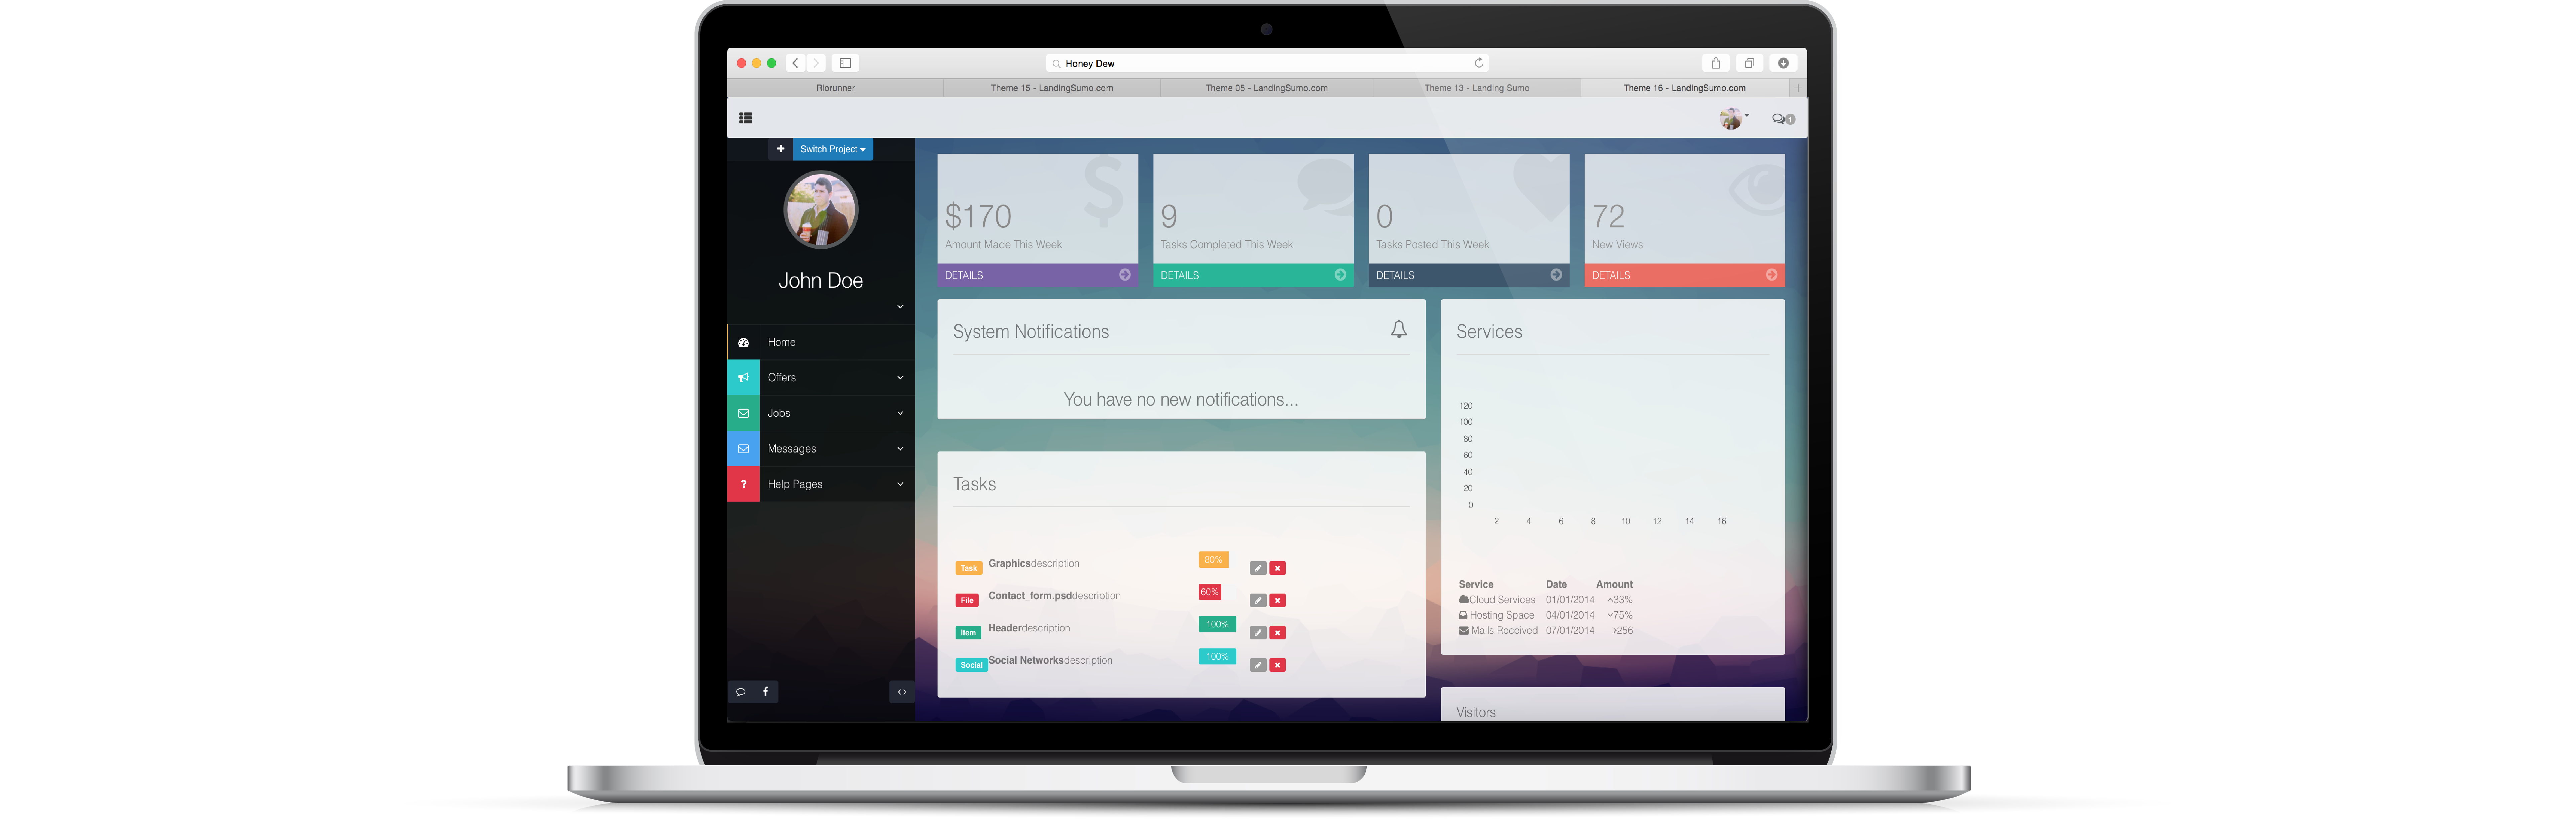 Honey Dew
Riorunner
Theme 15 - LandingSumo.com
Theme 05 - LandingSumo.com
Theme 13 - Landing Sumo
Theme 16 - LandingSumo.com
1
Switch Project
John Doe
Home
Offers
Jobs
Messages
? Help Pages
$170
Amount Made This Week
DETAILS
9
Tasks Completed This Week
DETAILS
0
Tasks Posted This Week
DETAILS
72
New Views
DETAILS
System Notifications
You have no new notifications...
Tasks
Task Graphicsdescription 80%
File Contact_form.psddescription 60%
Item Headerdescription 100%
Social Social Networksdescription 100%
Services
120
100
80
60
40
20
0
2 4 6 8 10 12 14 16
Service Date Amount
Cloud Services 01/01/2014 33%
Hosting Space 04/01/2014 75%
Mails Received 07/01/2014 256
Visitors